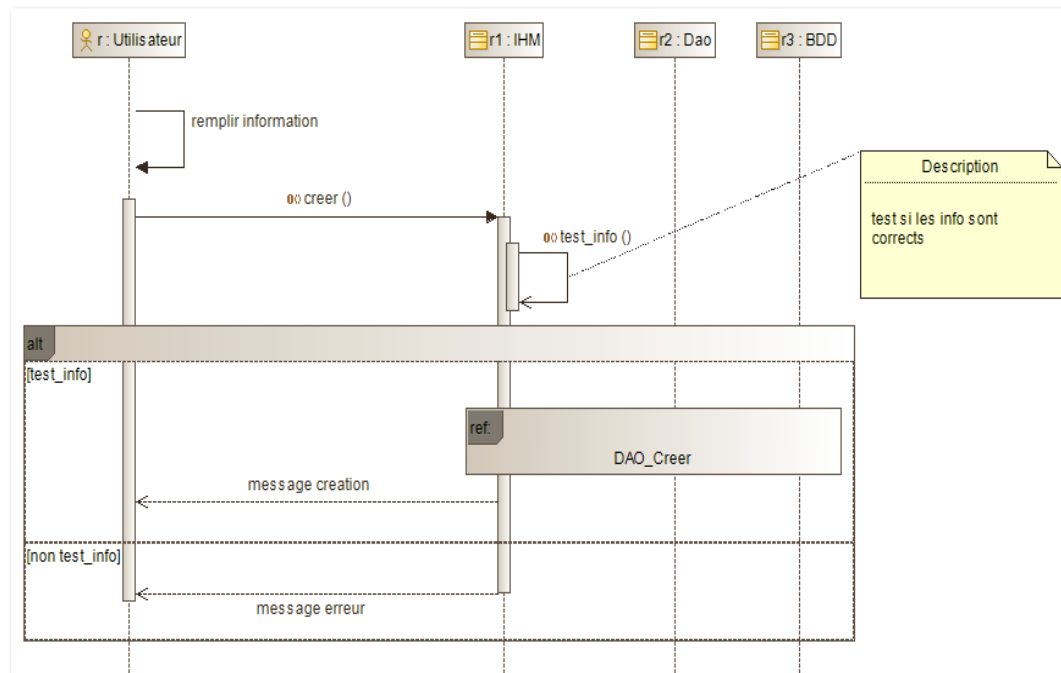 r : Utilisateur
r1 : IHM
r2 : Dao
r3 : BDD
remplir information
creer ()
test_info ()
Description
test si les info sont
corrects
alt
[test_info]
ref:
DAO_Creer
message creation
[non test_info]
message erreur